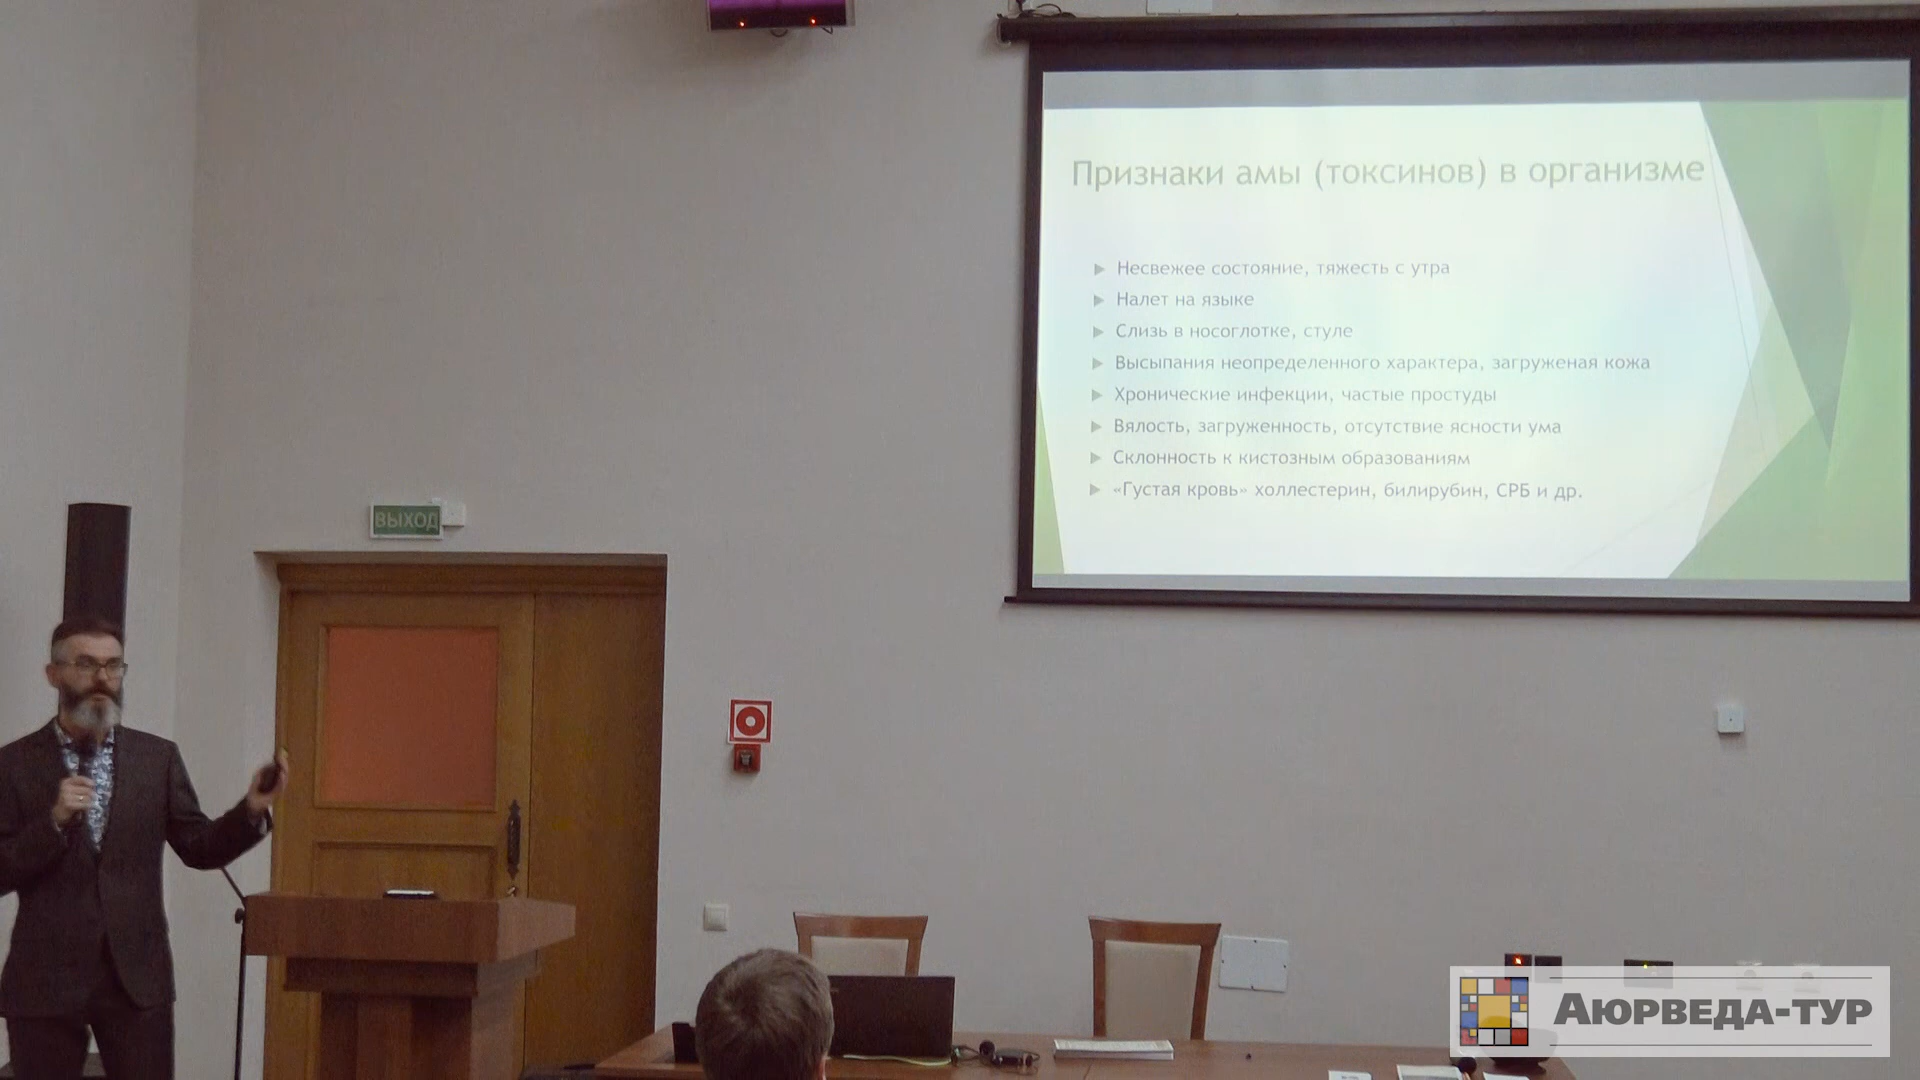 Признаки амы (токсинов) в организме
Несвежее состояние, тяжесть с утра
Налет на языке
Слизь в носоглотке, стуле
Высыпания неопределенного характера, загруженая кожа
Хронические инфекции, частые простуды
Вялость, загруженность, отсутствие ясности ума
Склонность к кистозным образованиям
«Густая кровь» холлестерин, билирубин, СРБ и др.
ВЫХОД
АЮРВЕДА-ТУР